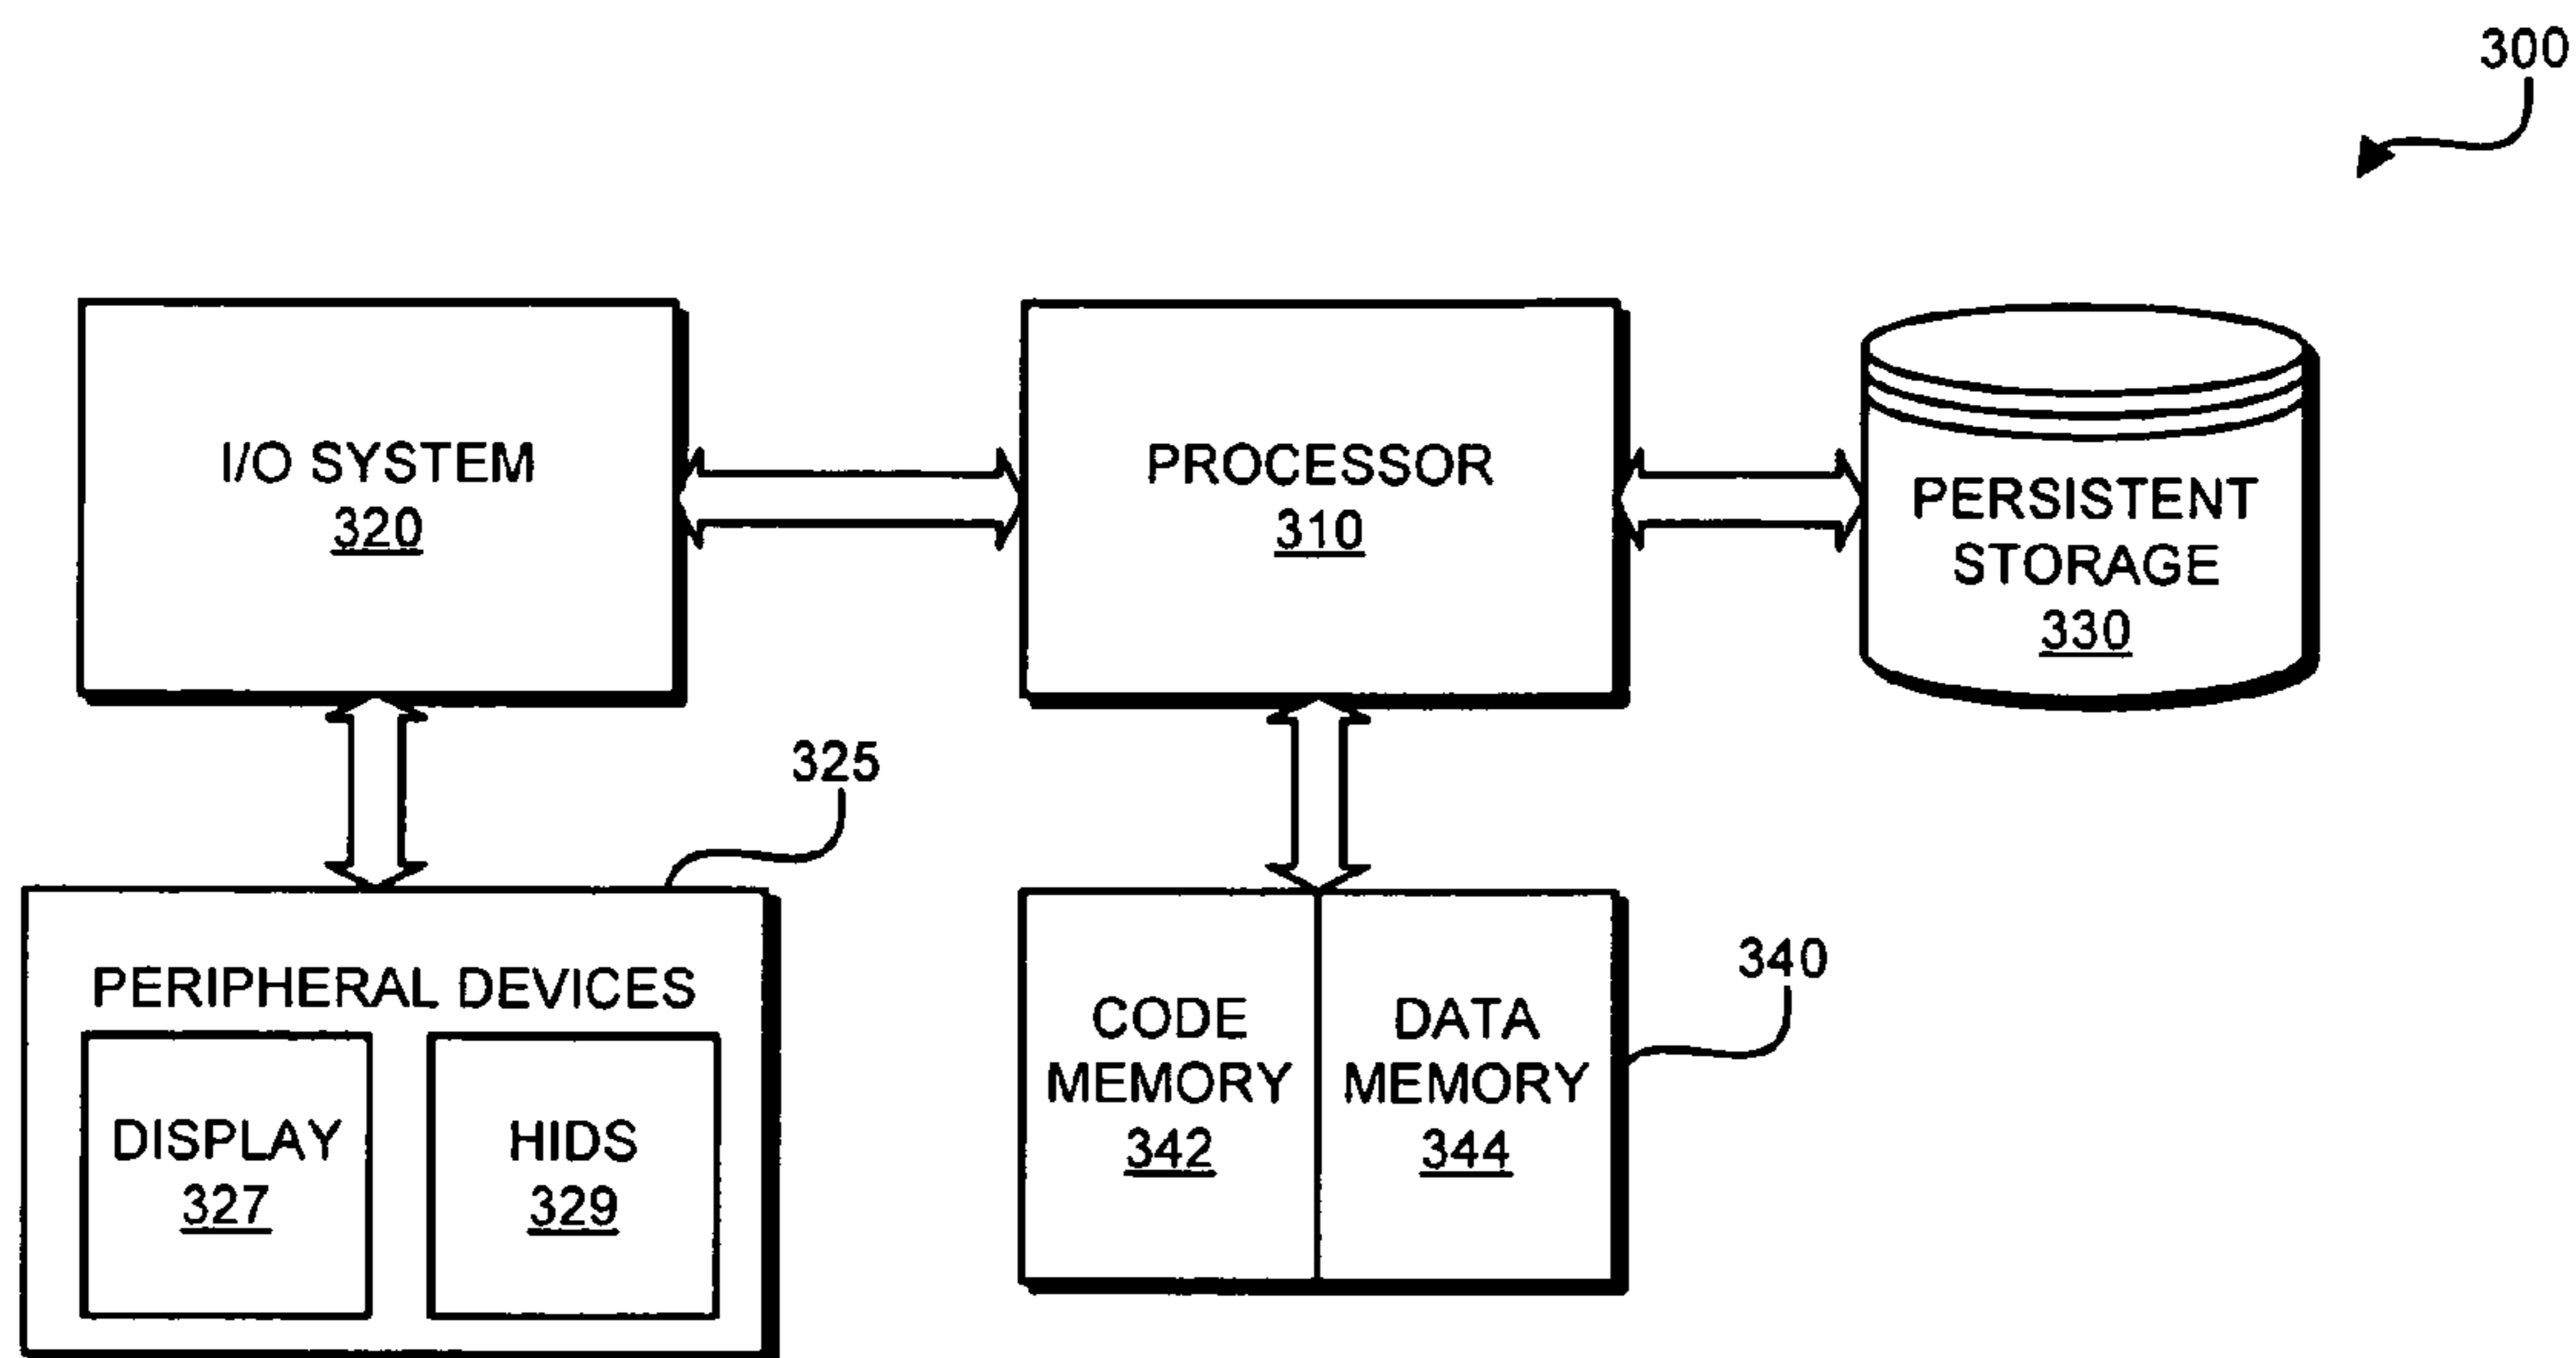 300
I/O SYSTEM
320
PROCESSOR
310
PERSISTENT
STORAGE
330
325
PERIPHERAL DEVICES
DISPLAY
327
HIDS
329
CODE
MEMORY
342
DATA
MEMORY
344
340